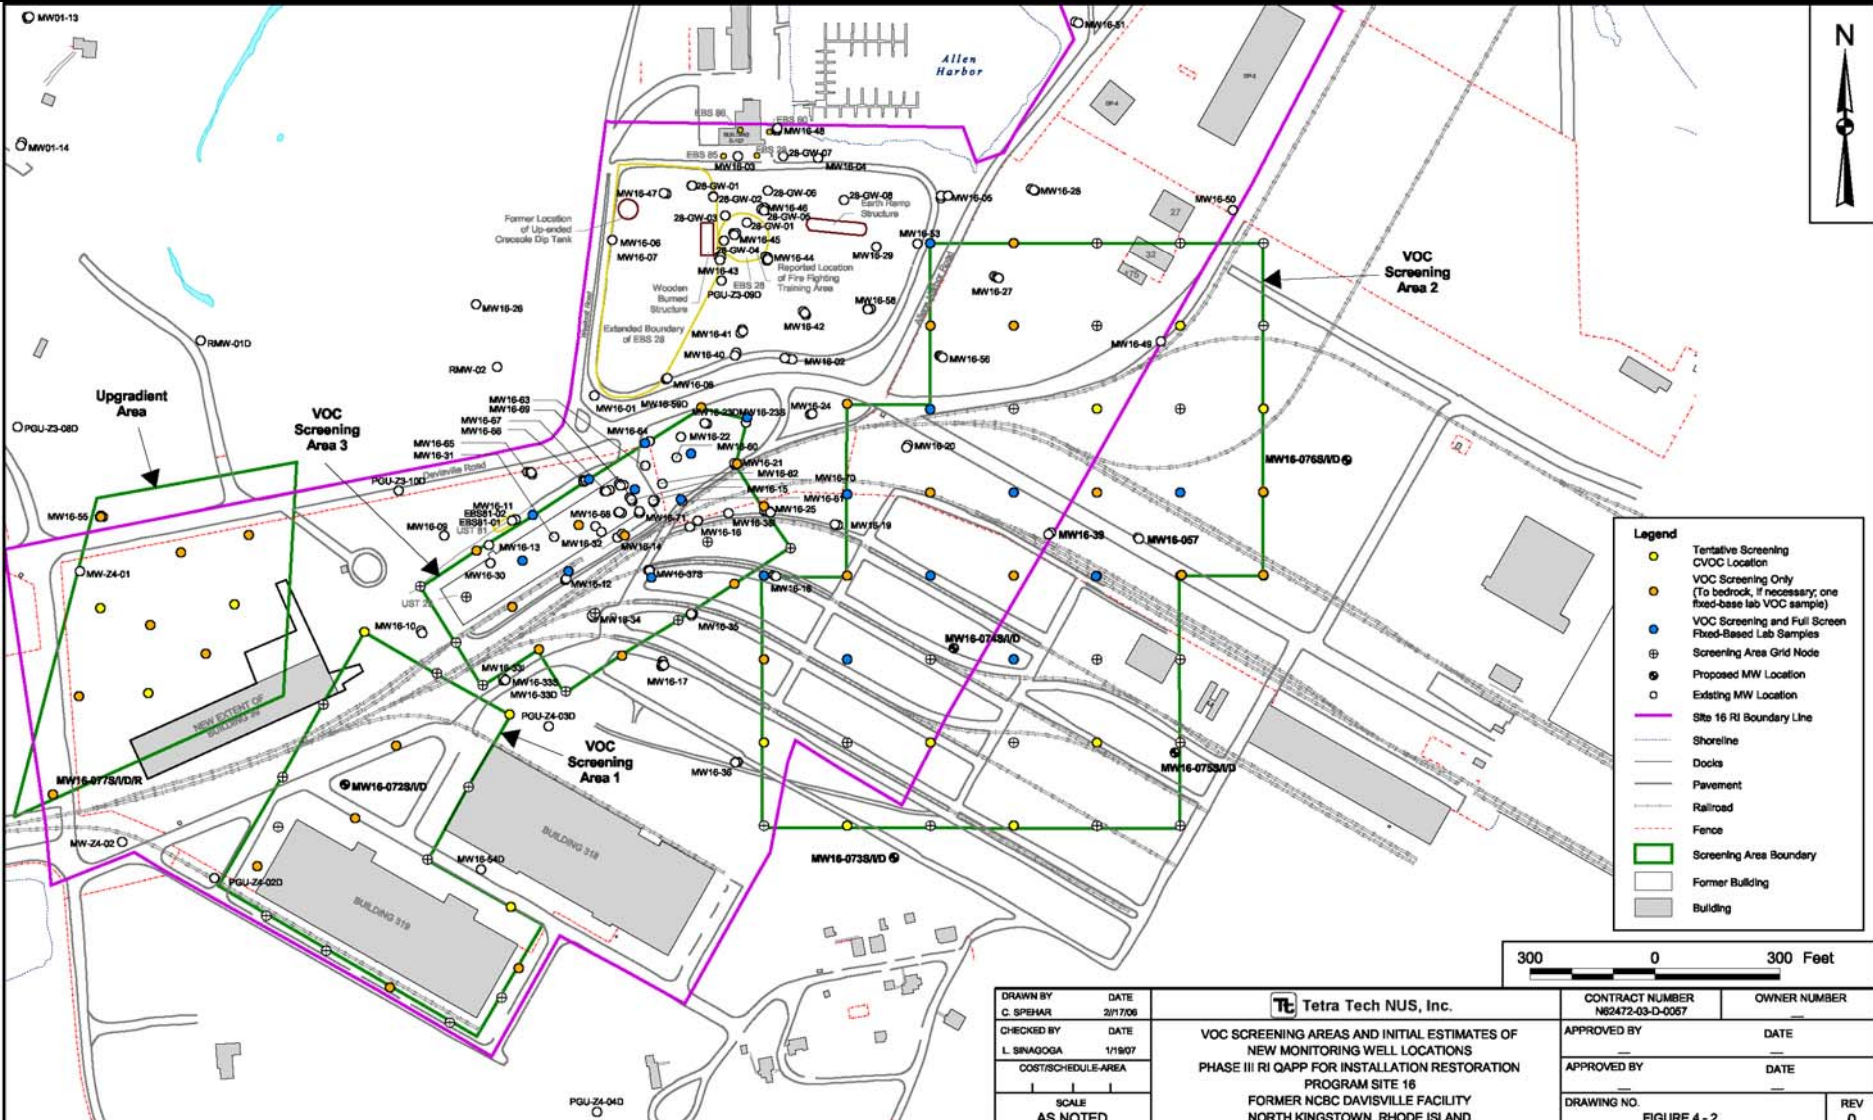 MW01-13
MW01-14
Allen
Harbor
MW16-51
N
EBS 86
EBS 80
MW16-48
EBS 85
EBS 28
28-GW-07
MW16-03
MW16-04
MW16-47
28-GW-01
28-GW-02
28-GW-06
28-GW-08
MW16-05
MW16-28
MW16-50
27
MW16-46
28-GW-05
28-GW-03
28-GW-01
Earth Ramp
Structure
Former Location
of Up-ended
Creosole Dip Tank
MW16-06
MW16-07
MW16-45
28-GW-04
MW16-44
MW16-43
MW16-53
MW16-29
32
Reported Location
of Fire Fighting
Training Area
EBS 28
PGU-Z3-09D
Wooden
Burned
Structure
MW16-27
VOC
Screening
Area 2
MW16-26
MW16-58
MW16-42
Extended Boundary
of EBS 28
MW16-41
MW16-49
RMW-01D
MW16-40
MW16-02
MW16-56
RMW-02
MW16-08
Upgradient
Area
VOC
Screening
Area 3
MW16-63
MW16-69
MW16-01
MW16-59D
MW16-23D
MW16-23S
MW16-24
MW16-67
MW16-66
MW16-64
MW16-22
MW16-65
MW16-60
MW16-31
MW16-20
PGU-Z3-08D
Davisville Road
MW16-21
MW16-62
MW16-70
MW16-076S/I/D
PGU-Z3-10D
MW16-15
MW16-61
MW16-55
MW16-11
EBS81-02
EBS81-01
UST 81
MW16-09
MW16-68
MW16-71
MW16-38
MW16-25
MW16-19
MW16-16
MW16-39
MW16-057
MW16-13
MW16-32
MW16-14
MW16-30
MW-Z4-01
MW16-12
MW16-37S
MW16-18
MW16-10
MW16-34
MW16-35
MW16-074S/I/D
MW16-33I
MW16-33S
MW16-33D
MW16-17
NEW EXTENT OF
PGU-Z4-03D
VOC
Screening
Area 1
MW16-36
MW16-075S/I/D
MW16-077S/I/D/R
MW16-072S/I/D
BUILDING 318
MW-Z4-02
MW16-54D
MW16-073S/I/D
PGU-Z4-02D
BUILDING 319
PGU-Z4-04D
Legend
Tentative Screening
CVOC Location
VOC Screening Only
(To bedrock, if necessary; one
fixed-base lab VOC sample)
VOC Screening and Full Screen
Fixed-Based Lab Samples
Screening Area Grid Node
Proposed MW Location
Existing MW Location
Site 16 RI Boundary Line
Shoreline
Docks
Pavement
Railroad
Fence
Screening Area Boundary
Former Building
Building
300 0 300 Feet
DRAWN BY DATE
C. SPEHAR 2/17/06
CHECKED BY DATE
L. SINAGOGA 1/19/07
COST/SCHEDULE-AREA
SCALE
AS NOTED
Tt Tetra Tech NUS, Inc.
VOC SCREENING AREAS AND INITIAL ESTIMATES OF
NEW MONITORING WELL LOCATIONS
PHASE III RI QAPP FOR INSTALLATION RESTORATION
PROGRAM SITE 16
FORMER NCBC DAVISVILLE FACILITY
NORTH KINGSTOWN, RHODE ISLAND
CONTRACT NUMBER
N62472-03-D-0057
OWNER NUMBER
APPROVED BY DATE
APPROVED BY DATE
DRAWING NO.
FIGURE 4 - 2
REV
0